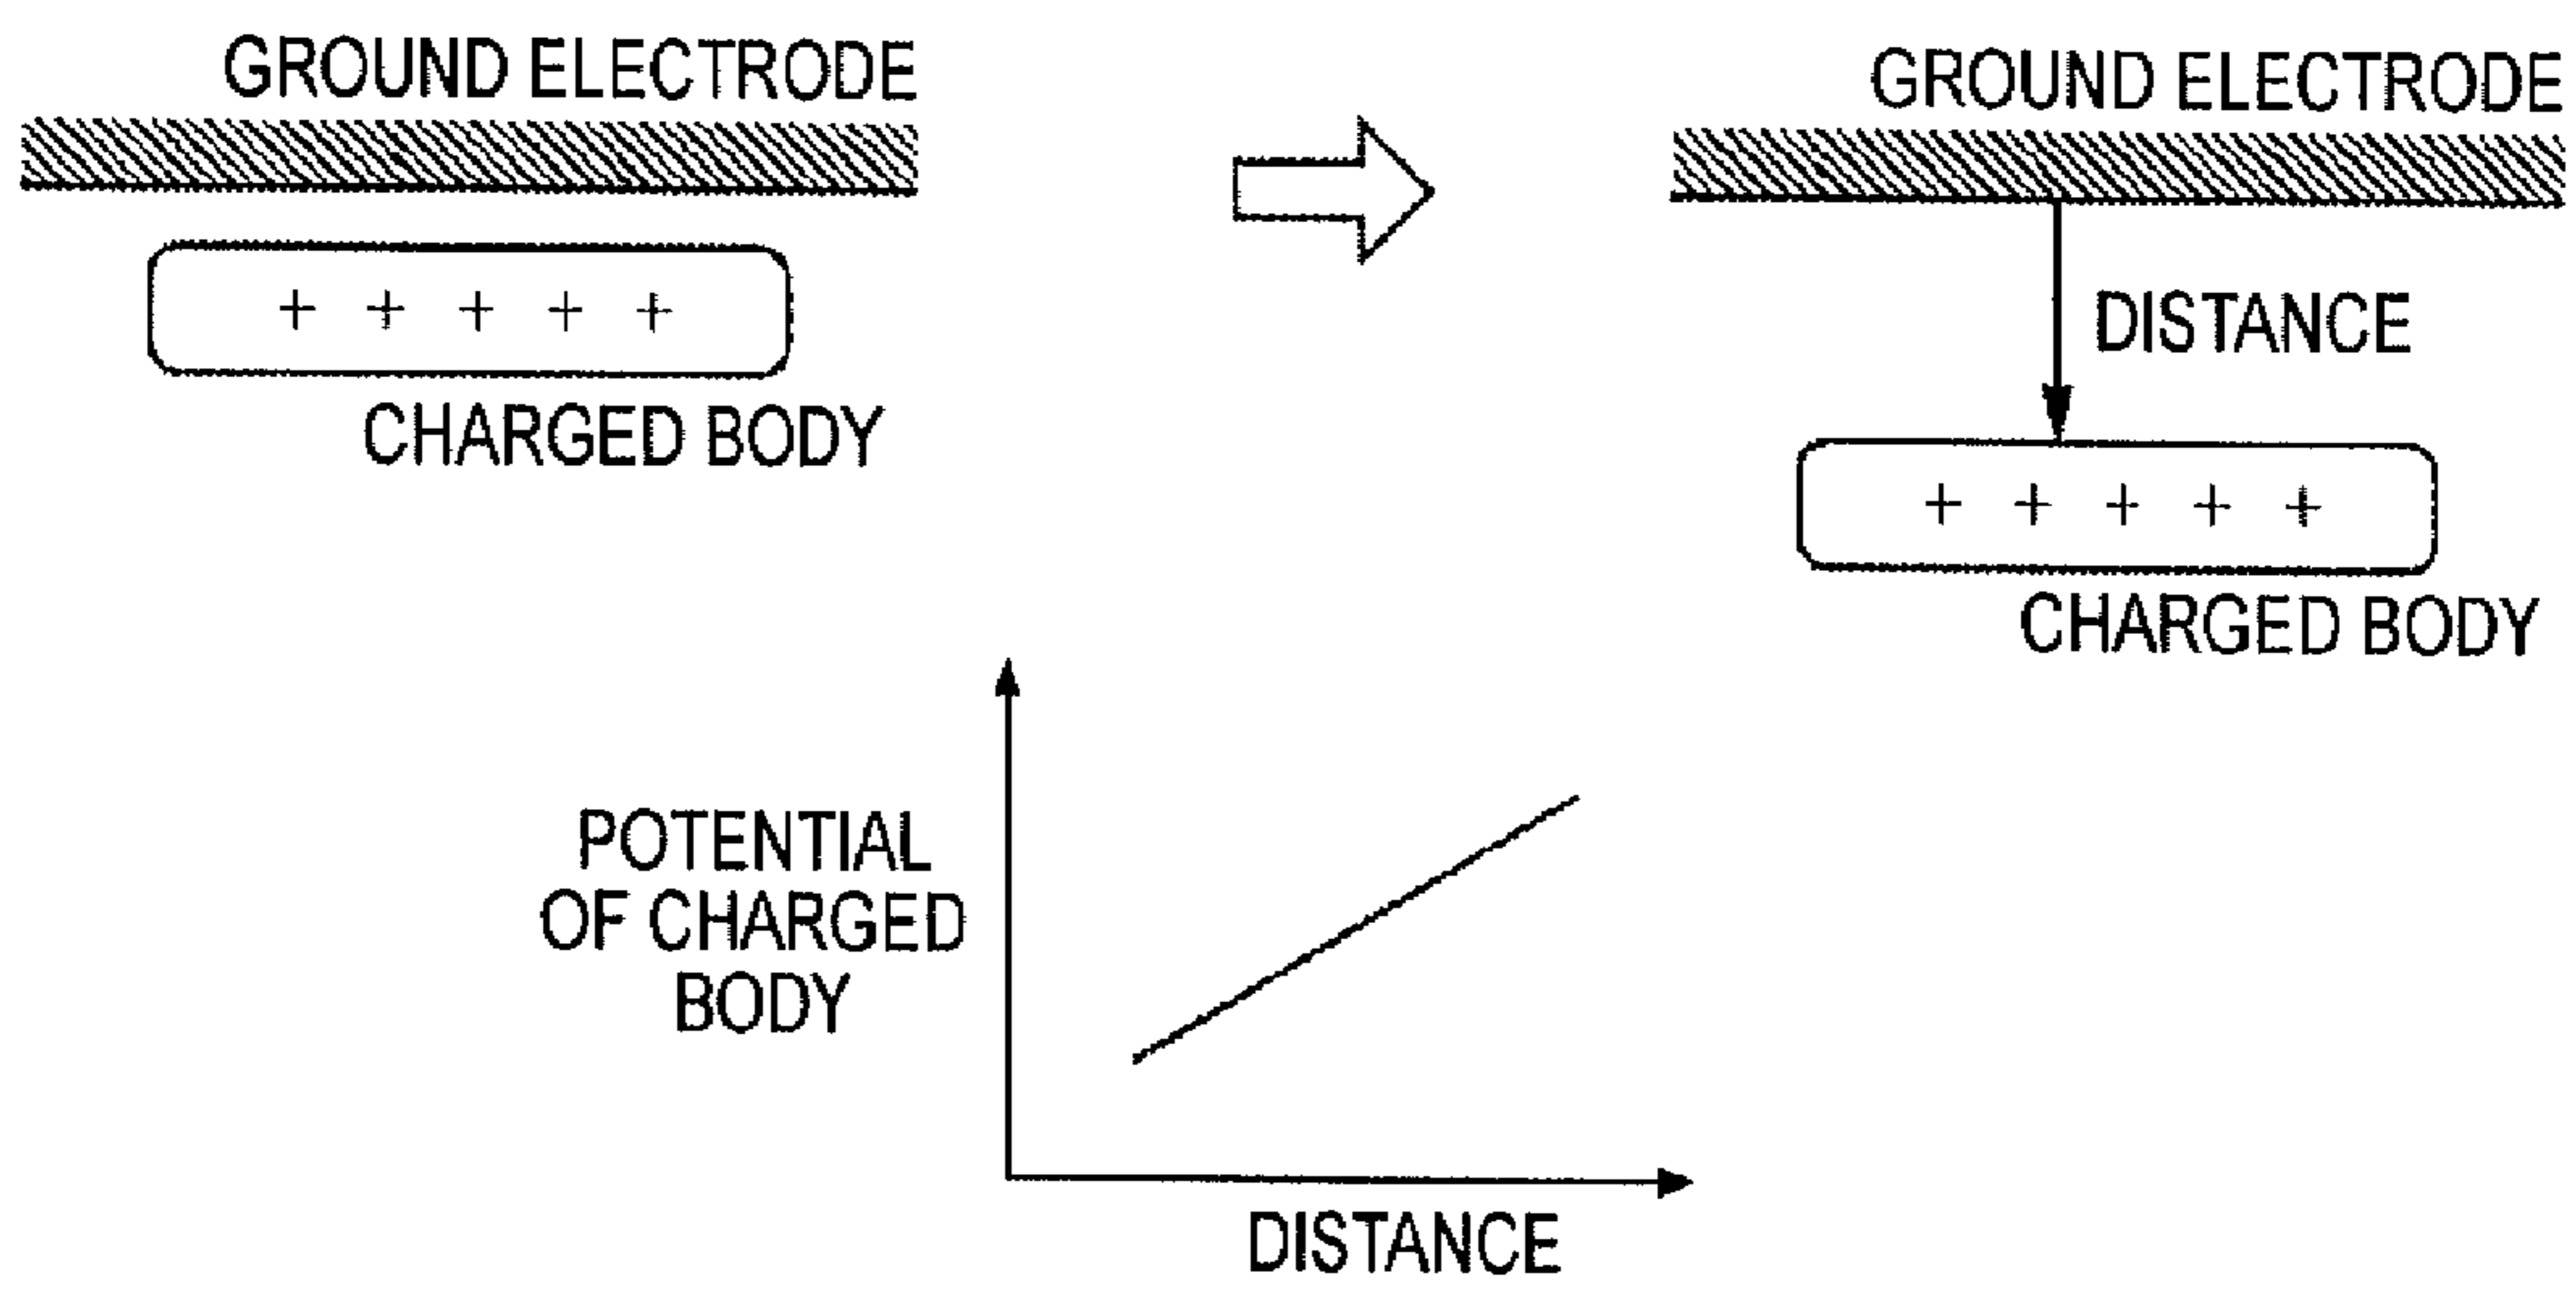 GROUND ELECTRODE
+ + + + +
CHARGED BODY
GROUND ELECTRODE
DISTANCE
+ + + + +
CHARGED BODY
POTENTIAL
OF CHARGED
BODY
DISTANCE